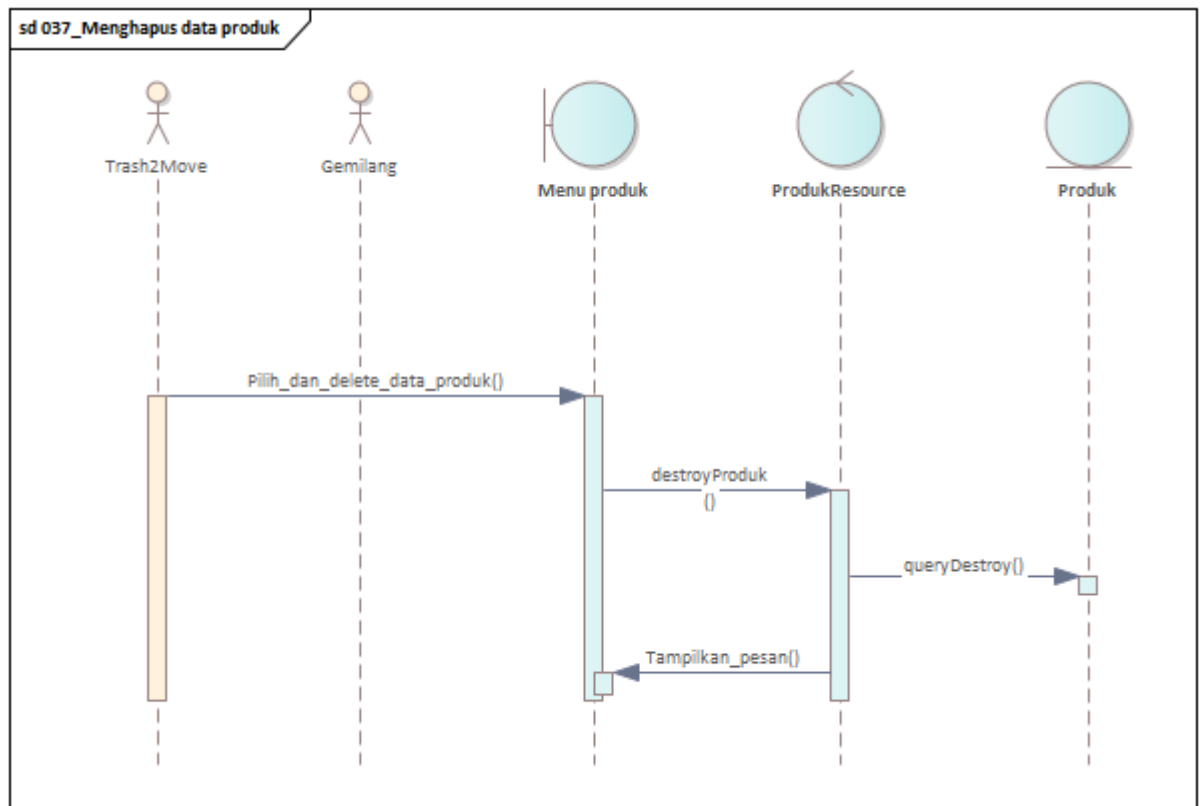 sd 037_Menghapus data produk
Trash2Move
Gemilang
Menu produk
ProdukResource
Produk
Pilih_dan_delete_data_produk()
destroyProduk
()
queryDestroy()
Tampilkan_pesan()